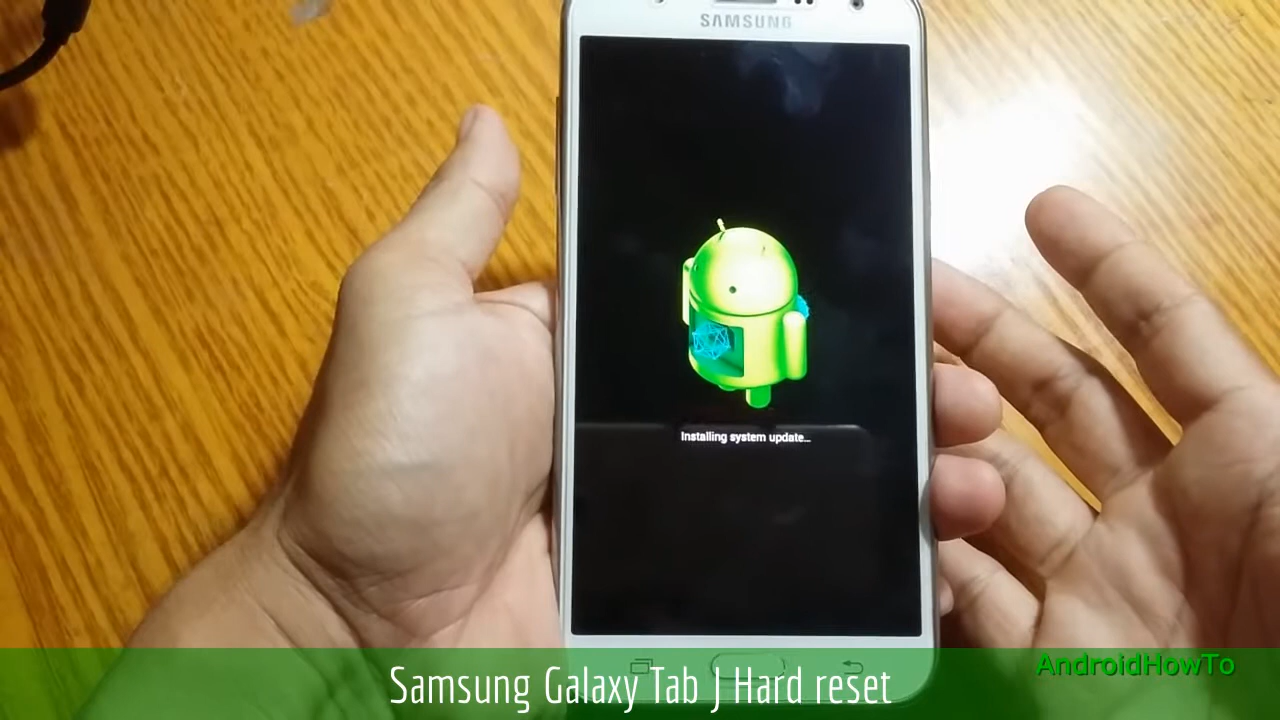 SAMSUNG
Installing system update...
AndroidHowTo
Samsung Galaxy Tab J Hard reset